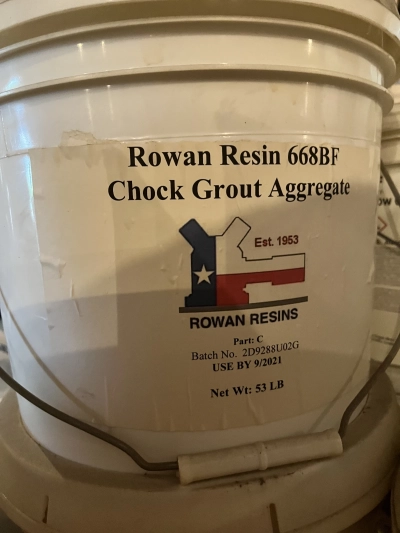 Rowan Resin 668BF
Chock Grout Aggregate
Est. 1953
ROWAN RESINS
Part: C
Batch No. 2D9288U02G
USE BY 9/2021
Net Wt: 53 LB